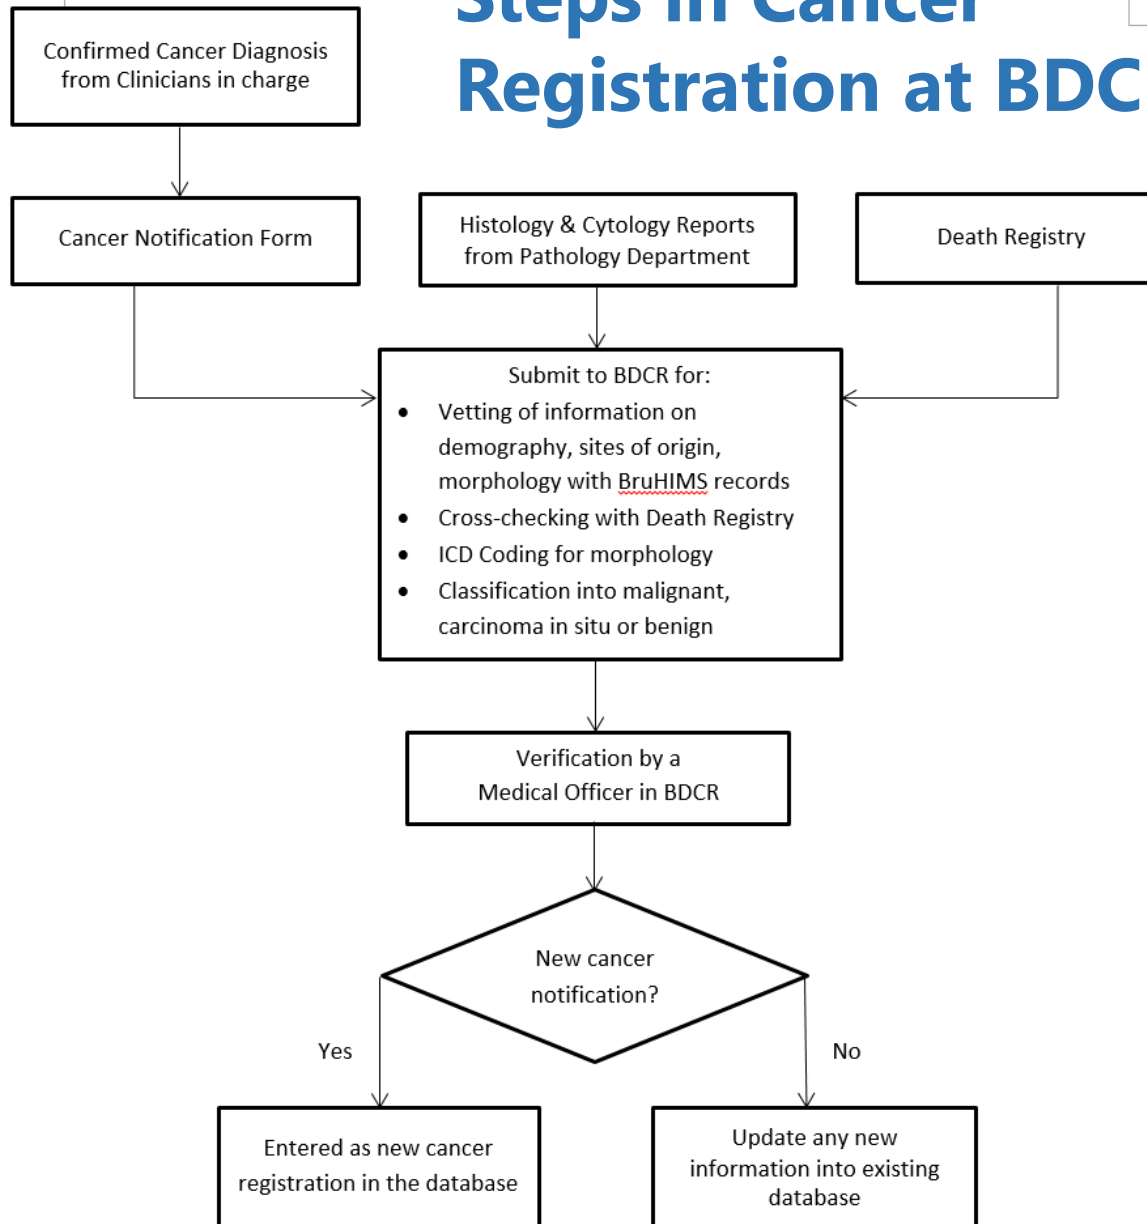 Steps in Cancer
Registration at BDC
Confirmed Cancer Diagnosis
from Clinicians in charge
Cancer Notification Form
Histology & Cytology Reports
from Pathology Department
Death Registry
Submit to BDCR for:
• Vetting of information on
demography, sites of origin,
morphology with BruHIMS records
• Cross-checking with Death Registry
• ICD Coding for morphology
• Classification into malignant,
carcinoma in situ or benign
Verification by a
Medical Officer in BDCR
New cancer
notification?
Yes
No
Entered as new cancer
registration in the database
Update any new
information into existing
database